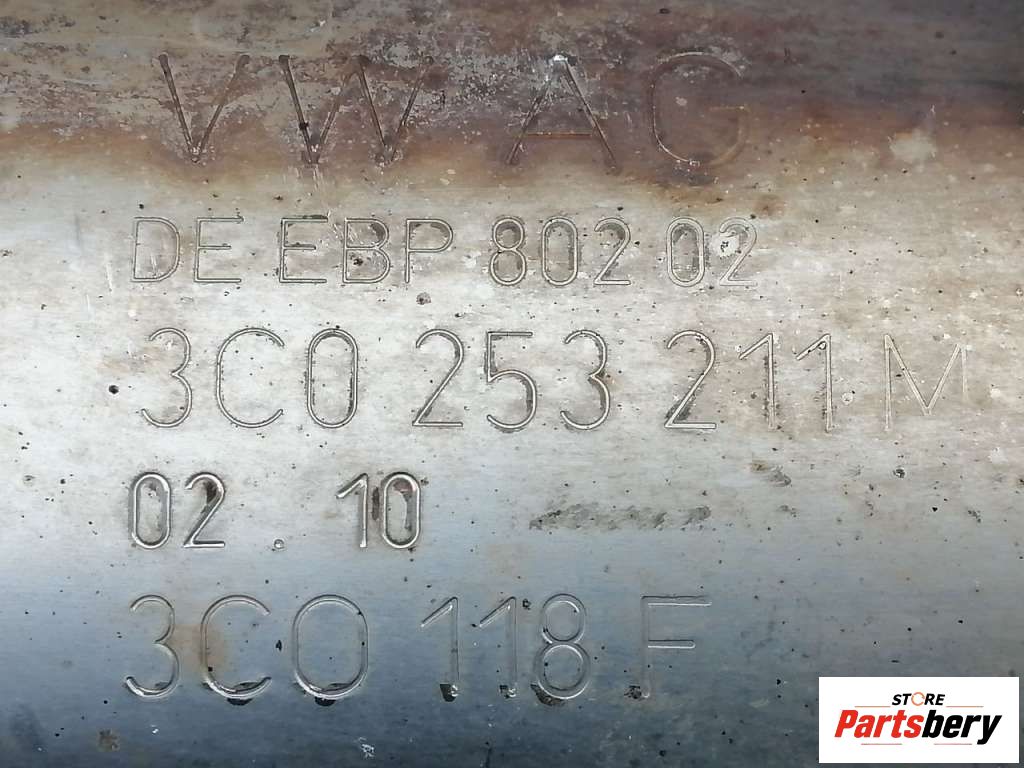 VW AG
DE EBP 802 02
3C0 253 211 M
02 . 10
3C0 118 F
STORE
Partsbery